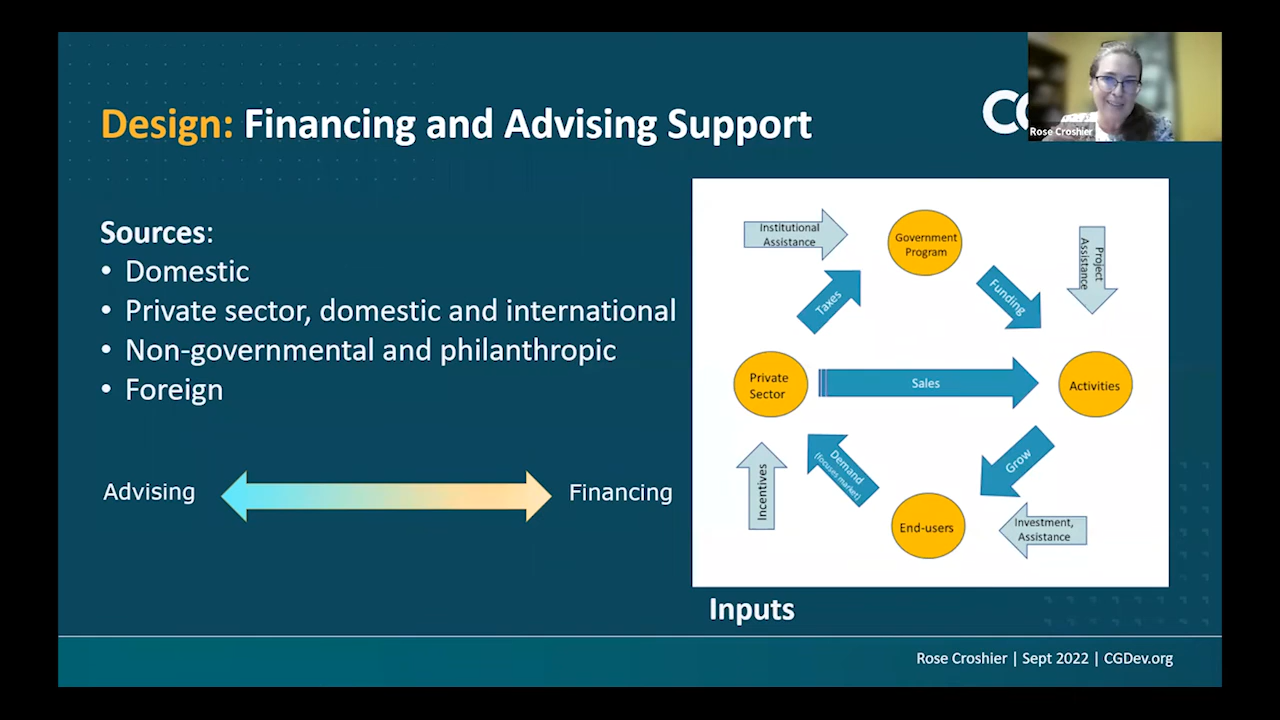 Design: Financing and Advising Support
CG
Rose Croshier
Sources:
• Domestic
• Private sector, domestic and international
• Non-governmental and philanthropic
• Foreign
Advising
Financing
Institutional
Assistance
Government
Program
Project
Assistance
Taxes
Funding
Private
Sector
Sales
Activities
Incentives
Demand
(focuses market)
Grow
End-users
Investment,
Assistance
Inputs
Rose Croshier | Sept 2022 | CGDev.org